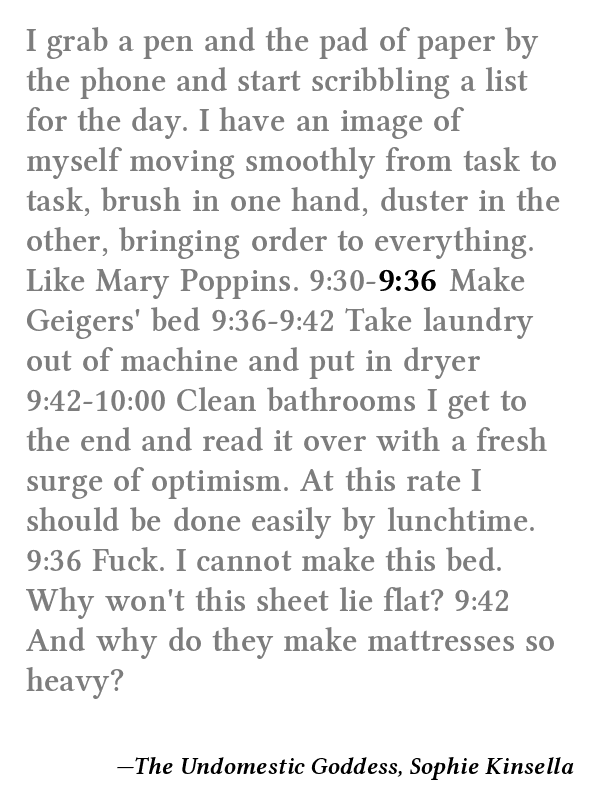 I grab a pen and the pad of paper by
the phone and start scribbling a list
for the day. I have an image of
myself moving smoothly from task to
task, brush in one hand, duster in the
other, bringing order to everything.
Like Mary Poppins. 9:30-9:36 Make
Geigers' bed 9:36-9:42 Take laundry
out of machine and put in dryer
9:42-10:00 Clean bathrooms I get to
the end and read it over with a fresh
surge of optimism. At this rate I
should be done easily by lunchtime.
9:36 Fuck. I cannot make this bed.
Why won't this sheet lie flat? 9:42
And why do they make mattresses so
heavy?
—The Undomestic Goddess, Sophie Kinsella